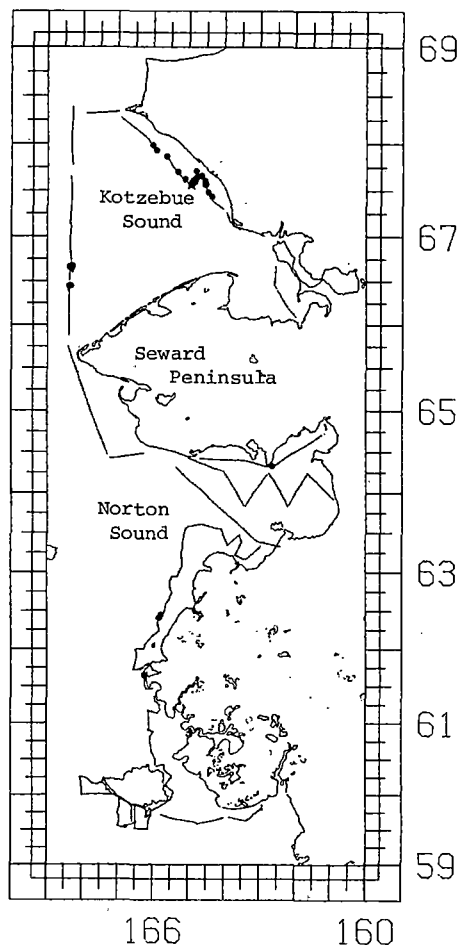 69
Kotzebue
Sound
67
Seward
Peninsula
65
Norton
Sound
63
61
59
166
160